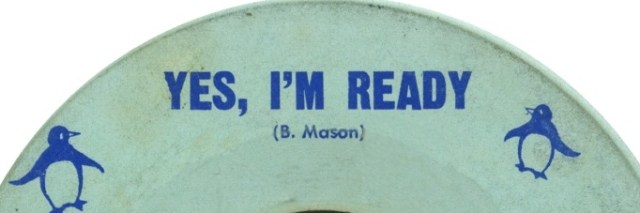 YES, I'M READY
(B. Mason)